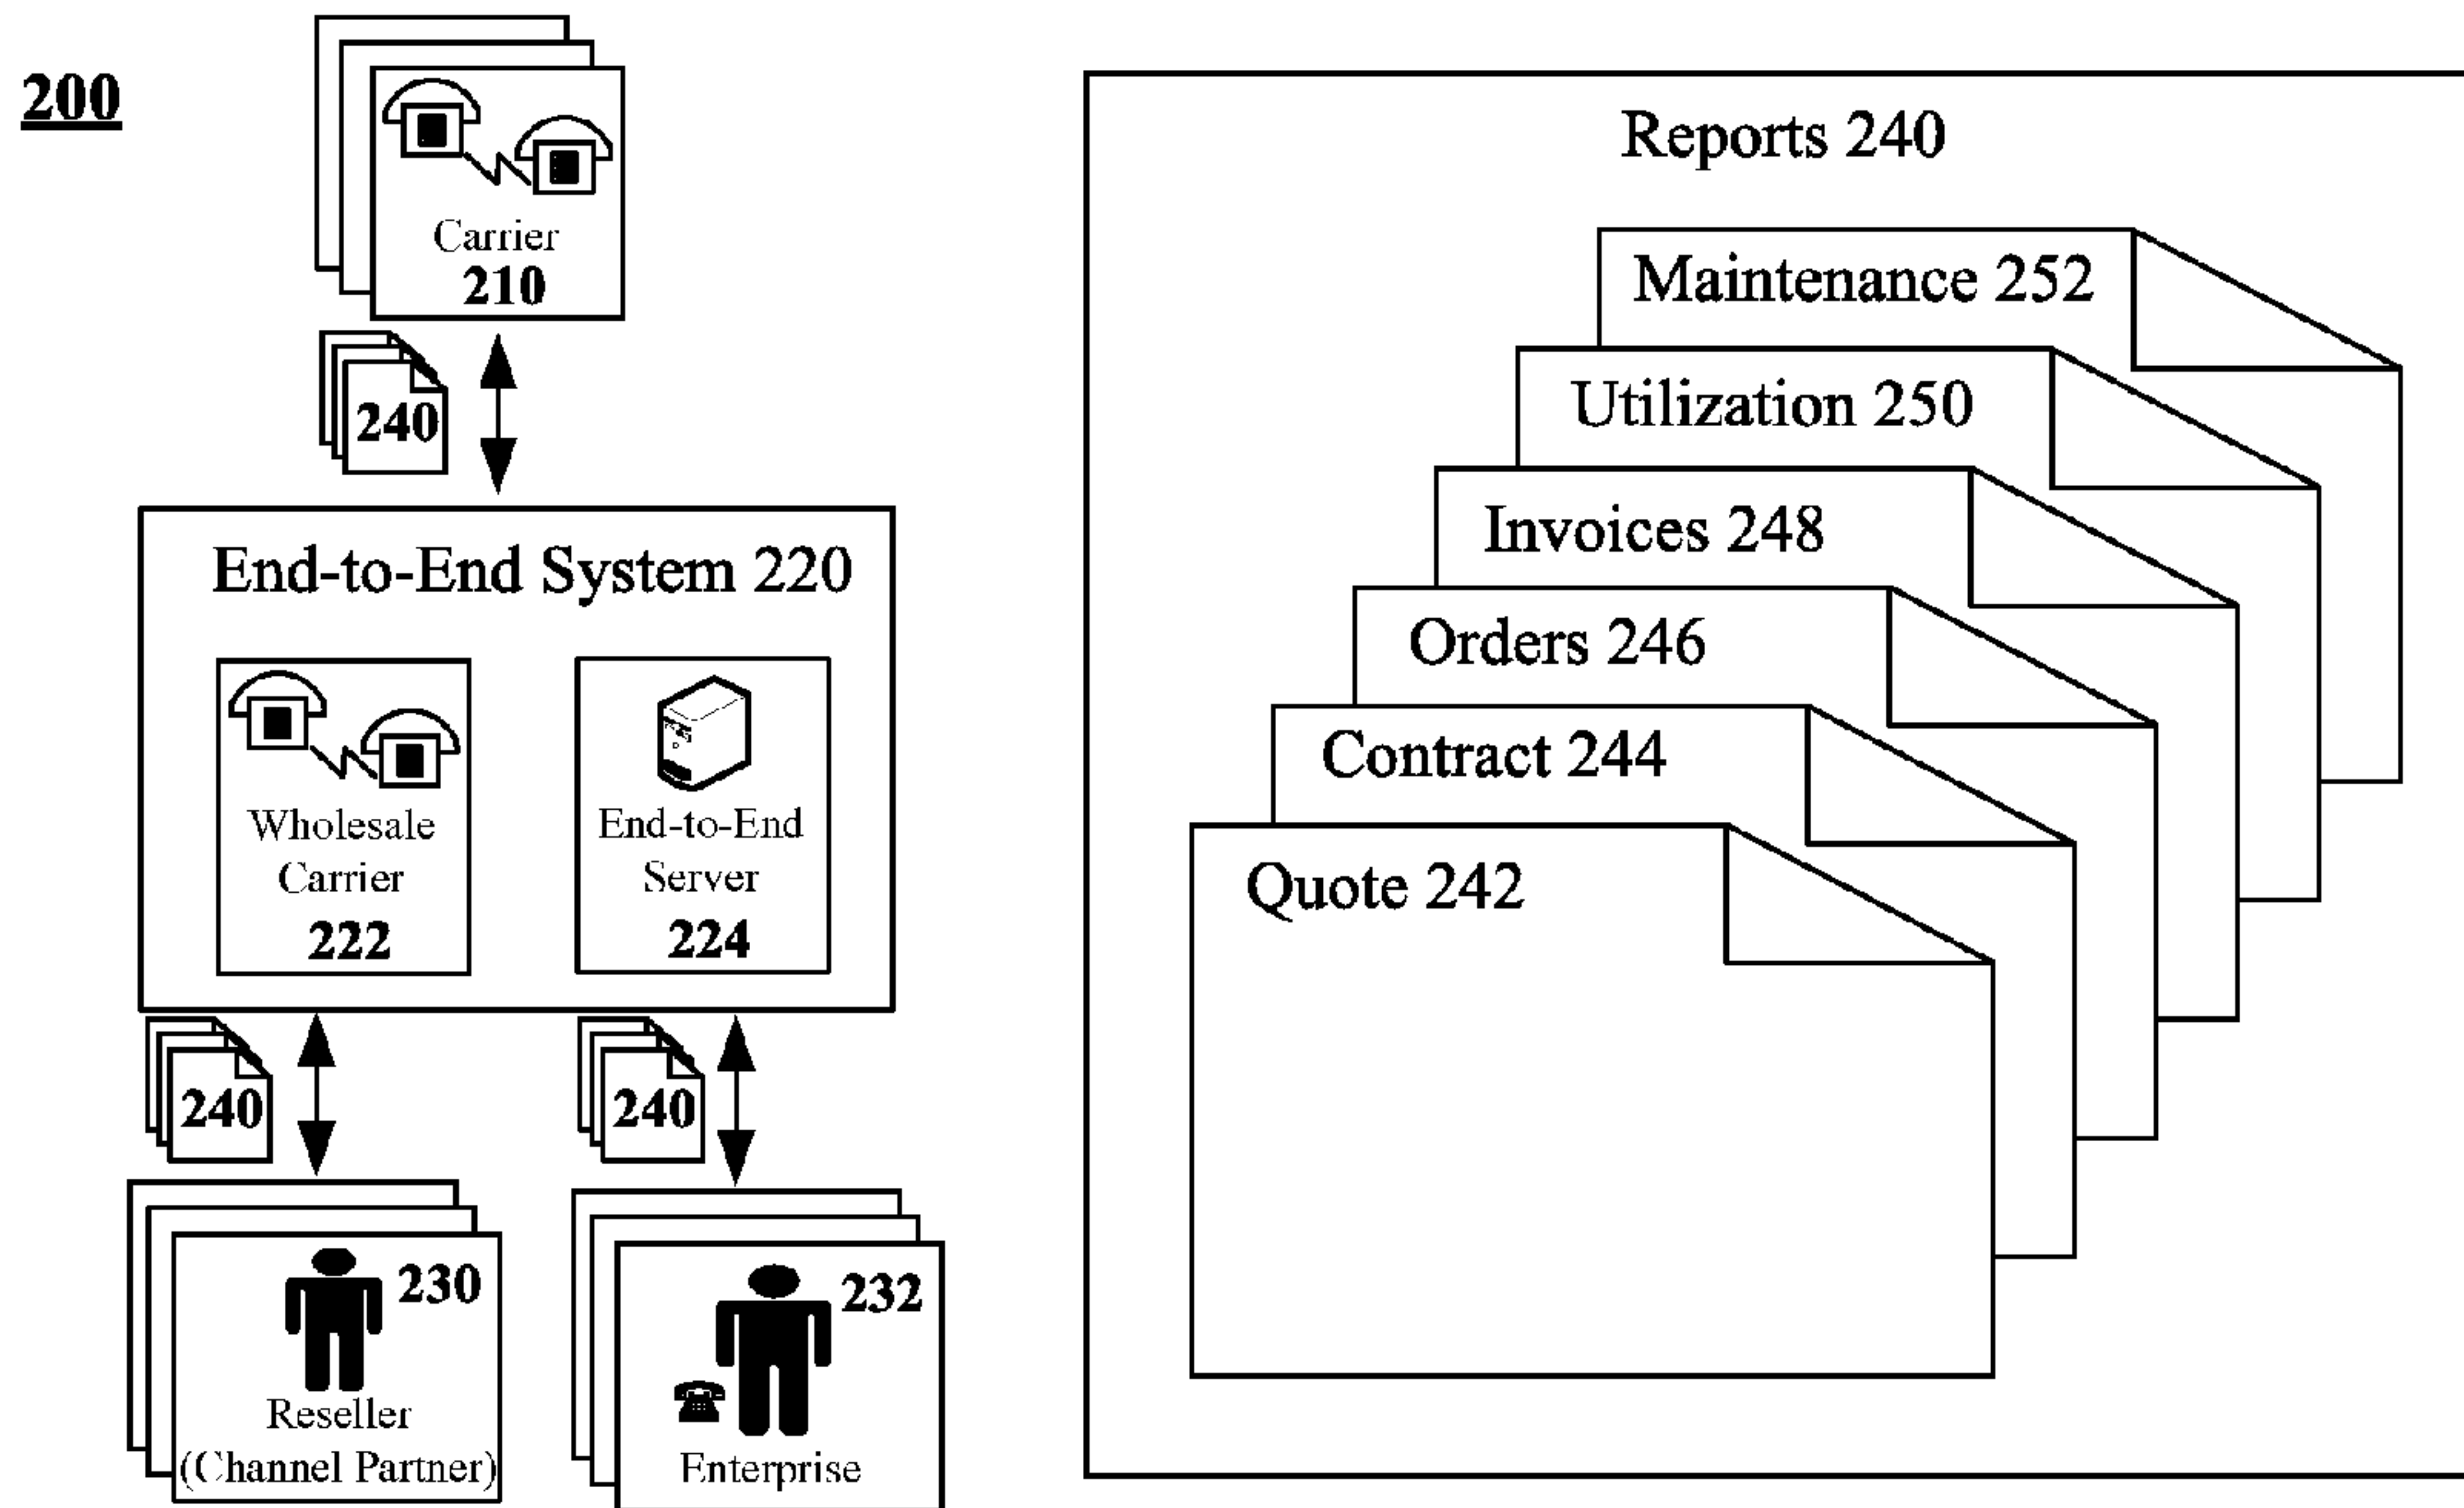 200
Carrier
210
240
End-to-End System 220
Wholesale
Carrier
222
End-to-End
Server
224
240
240
230
Reseller
(Channel Partner)
232
Enterprise
Reports 240
Maintenance 252
Utilization 250
Invoices 248
Orders 246
Contract 244
Quote 242